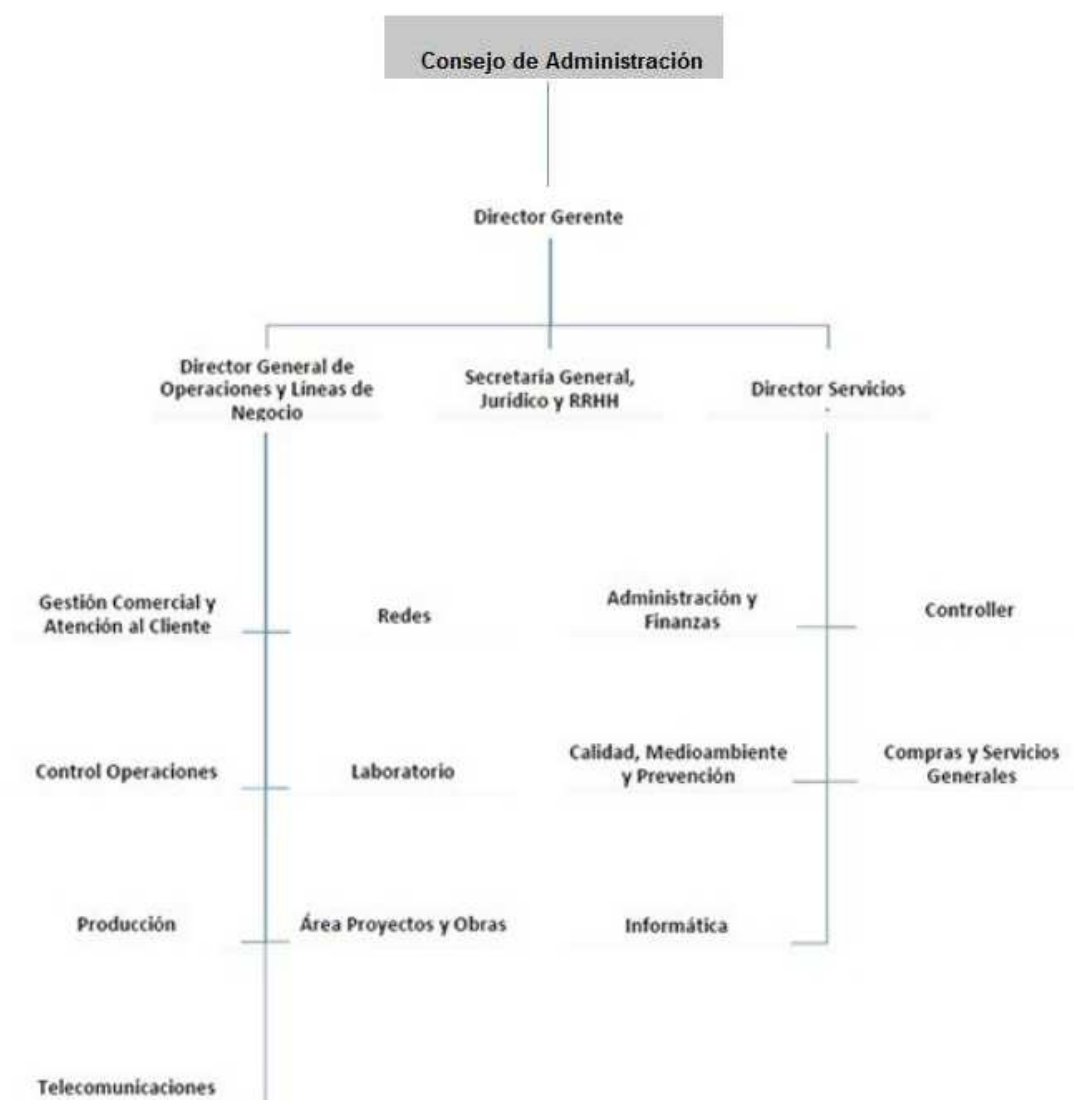 Consejo de Administración
Director Gerente
Director General de
Operaciones y Líneas de
Negocio
Secretaría General,
Jurídico y RRHH
Director Servicios
Gestión Comercial y
Atención al Cliente
Redes
Administración y
Finanzas
Controller
Control Operaciones
Laboratorio
Calidad, Medioambiente
y Prevención
Compras y Servicios
Generales
Producción
Área Proyectos y Obras
Informática
Telecomunicaciones